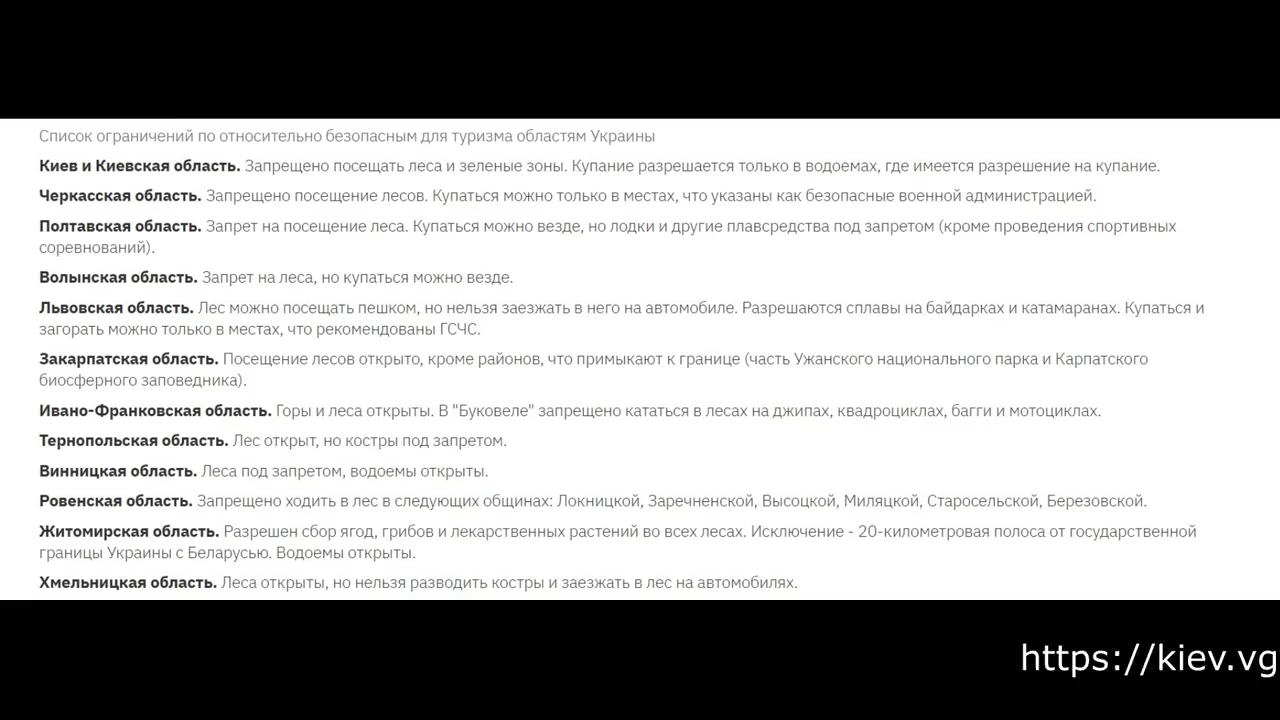 Список ограничений по относительно безопасным для туризма областям Украины
Киев и Киевская область. Запрещено посещать леса и зеленые зоны. Купание разрешается только в водоемах, где имеется разрешение на купание.
Черкасская область. Запрещено посещение лесов. Купаться можно только в местах, что указаны как безопасные военной администрацией.
Полтавская область. Запрет на посещение леса. Купаться можно везде, но лодки и другие плавсредства под запретом (кроме проведения спортивных
соревнований).
Волынская область. Запрет на леса, но купаться можно везде.
Львовская область. Лес можно посещать пешком, но нельзя заезжать в него на автомобиле. Разрешаются сплавы на байдарках и катамаранах. Купаться и
загорать можно только в местах, что рекомендованы ГСЧС.
Закарпатская область. Посещение лесов открыто, кроме районов, что примыкают к границе (часть Ужанского национального парка и Карпатского
биосферного заповедника).
Ивано-Франковская область. Горы и леса открыты. В "Буковеле" запрещено кататься в лесах на джипах, квадроциклах, багги и мотоциклах.
Тернопольская область. Лес открыт, но костры под запретом.
Винницкая область. Леса под запретом, водоемы открыты.
Ровенская область. Запрещено ходить в лес в следующих общинах: Локницкой, Заречненской, Высоцкой, Миляцкой, Старосельской, Березовской.
Житомирская область. Разрешен сбор ягод, грибов и лекарственных растений во всех лесах. Исключение - 20-километровая полоса от государственной
границы Украины с Беларусью. Водоемы открыты.
Хмельницкая область. Леса открыты, но нельзя разводить костры и заезжать в лес на автомобилях.
https://kiev.vg